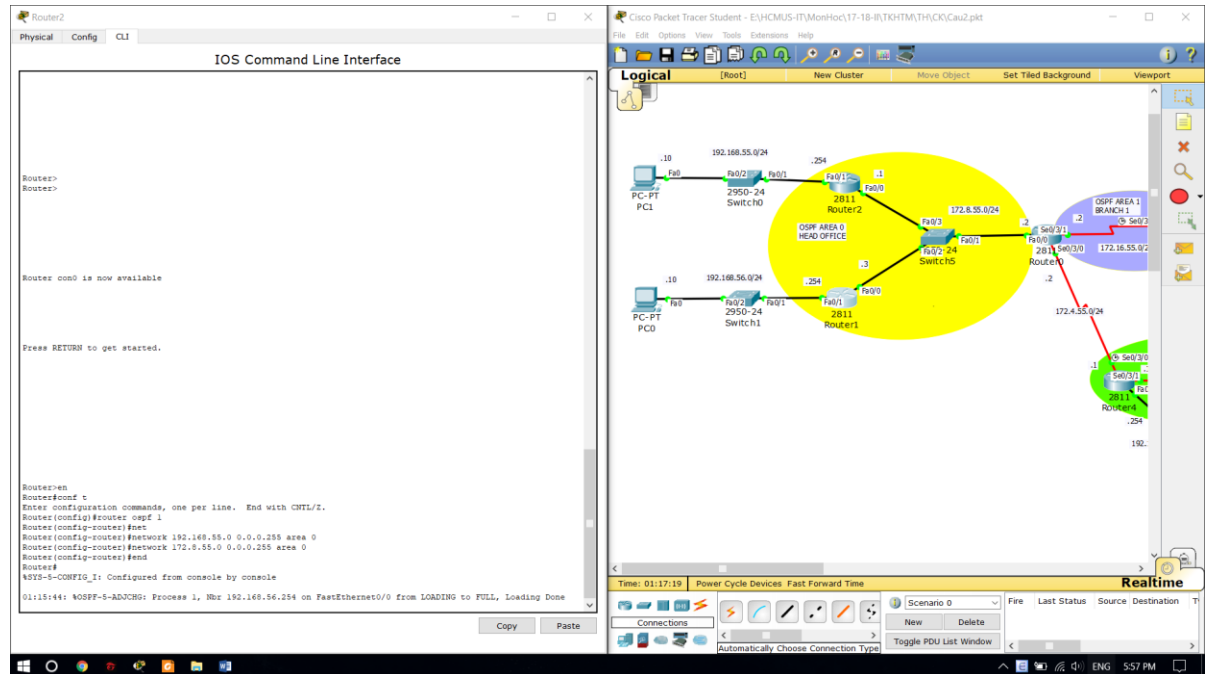 Router2
Physical Config CLI
IOS Command Line Interface
Router>
Router>
Router con0 is now available
Press RETURN to get started.
Router>en
Router#conf t
Enter configuration commands, one per line. End with CNTL/Z.
Router(config)#router ospf 1
Router(config-router)#net
Router(config-router)#network 192.168.55.0 0.0.0.255 area 0
Router(config-router)#network 172.8.55.0 0.0.0.255 area 0
Router(config-router)#end
Router#
%SYS-5-CONFIG_I: Configured from console by console
01:15:44: %OSPF-5-ADJCHG: Process 1, Nbr 192.168.56.254 on FastEthernet0/0 from LOADING to FULL, Loading Done
Copy Paste
Cisco Packet Tracer Student - E:\HCMUS-IT\MonHoc\17-18-II\TKHTM\TH\CK\Cau2.pkt
File Edit Options View Tools Extensions Help
Logical [Root] New Cluster Move Object Set Tiled Background Viewport
.10 192.168.55.0/24 .254
Fa0 Fa0/2 Fa0/1 Fa0/1 .1
Fa0/0
PC-PT
PC1
2950-24
Switch0
2811
Router2
172.8.55.0/24
OSPF AREA 0
HEAD OFFICE
Fa0/3
Fa0/1
Fa0/2 -24
Switch5
.2 Se0/3/1
Fa0/0
Se0/3/0
Router0
.2
OSPF AREA 1
BRANCH 1
.2 Se0/3
172.16.55.0/2
.3
.10 192.168.56.0/24 .254
Fa0/0
Fa0 Fa0/2 Fa0/1 Fa0/1
PC-PT
PC0
2950-24
Switch1
2811
Router1
172.4.55.0/24
.1 Se0/3/0
Se0/3/1
2811
Router4
.254
192.
Time: 01:17:19 Power Cycle Devices Fast Forward Time Realtime
Connections
Automatically Choose Connection Type
Scenario 0
New Delete
Toggle PDU List Window
Fire Last Status Source Destination
ENG 5:57 PM